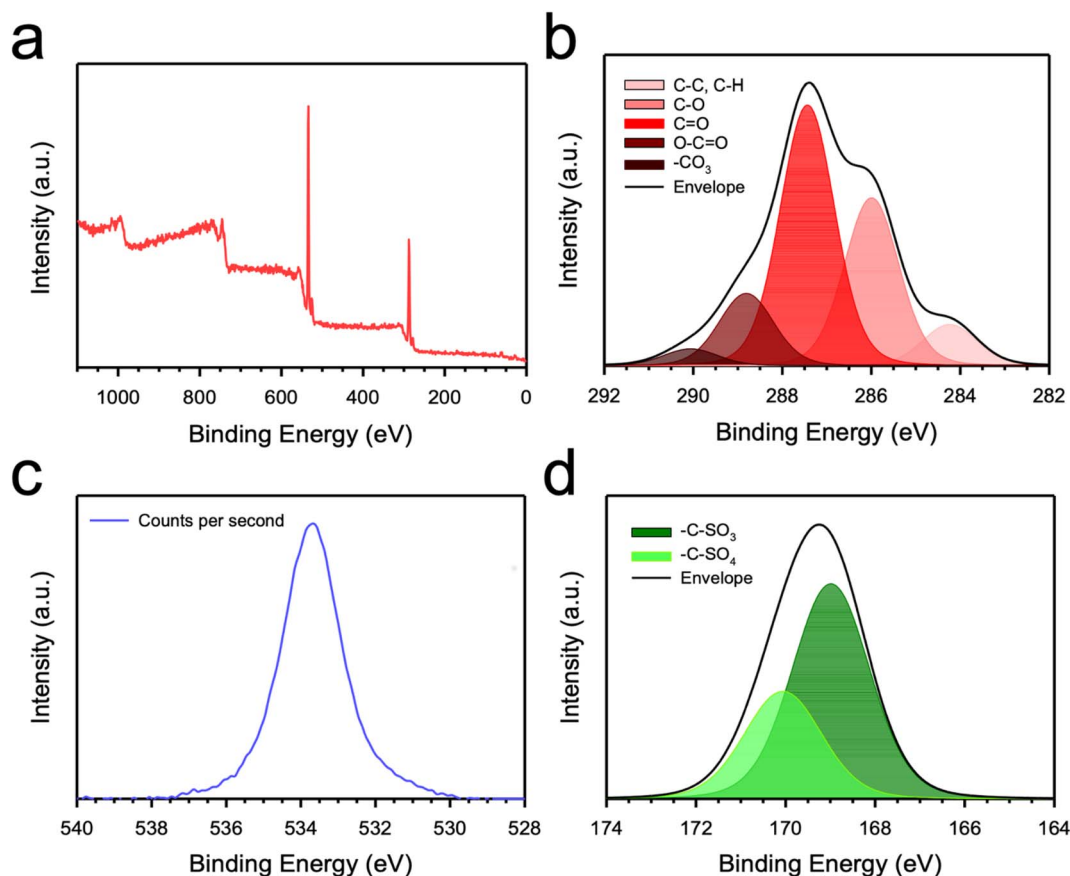 a
Intensity (a.u.)
1000 800 600 400 200 0
Binding Energy (eV)
b
Intensity (a.u.)
C-C, C-H
C-O
C=O
O-C=O
-CO₃
Envelope
292 290 288 286 284 282
Binding Energy (eV)
c
Intensity (a.u.)
Counts per second
540 538 536 534 532 530 528
Binding Energy (eV)
d
Intensity (a.u.)
-C-SO₃
-C-SO₄
Envelope
174 172 170 168 166 164
Binding Energy (eV)